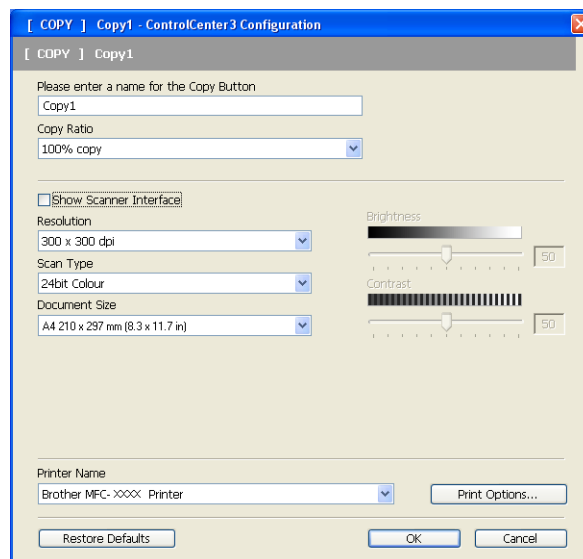 [ COPY ] Copy1 - ControlCenter3 Configuration
[ COPY ] Copy1
Please enter a name for the Copy Button
Copy1
Copy Ratio
100% copy
Show Scanner Interface
Resolution
300 x 300 dpi
Scan Type
24bit Colour
Document Size
A4 210 x 297 mm (8.3 x 11.7 in)
Brightness
50
Contrast
50
Printer Name
Brother MFC-XXXX Printer
Print Options...
Restore Defaults
OK
Cancel